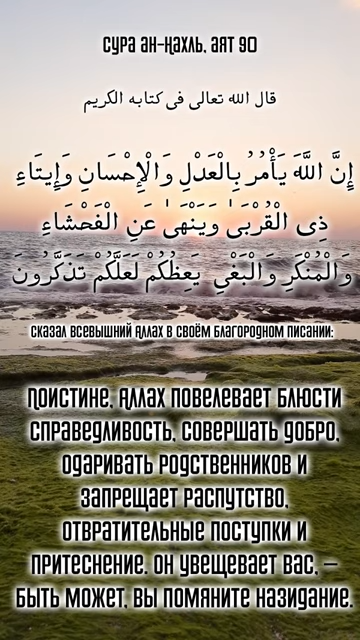 Сура ан-Нахль, аят 90
قال الله تعالى فى كتابه الكريم
إِنَّ اللَّهَ يَأْمُرُ بِالْعَدْلِ وَالْإِحْسَانِ وَإِيتَاءِ
ذِى الْقُرْبَىٰ وَيَنْهَىٰ عَنِ الْفَحْشَاءِ
وَالْمُنْكَرِ وَالْبَغْيِ يَعِظُكُمْ لَعَلَّكُمْ تَذَكَّرُونَ
Сказал Всевышний Аллах в своём благородном писании:
Поистине, Аллах повелевает блюсти
справедливость, совершать добро,
одаривать родственников и
запрещает распутство,
отвратительные поступки и
притеснение. Он увещевает вас, –
быть может, вы помяните назидание.